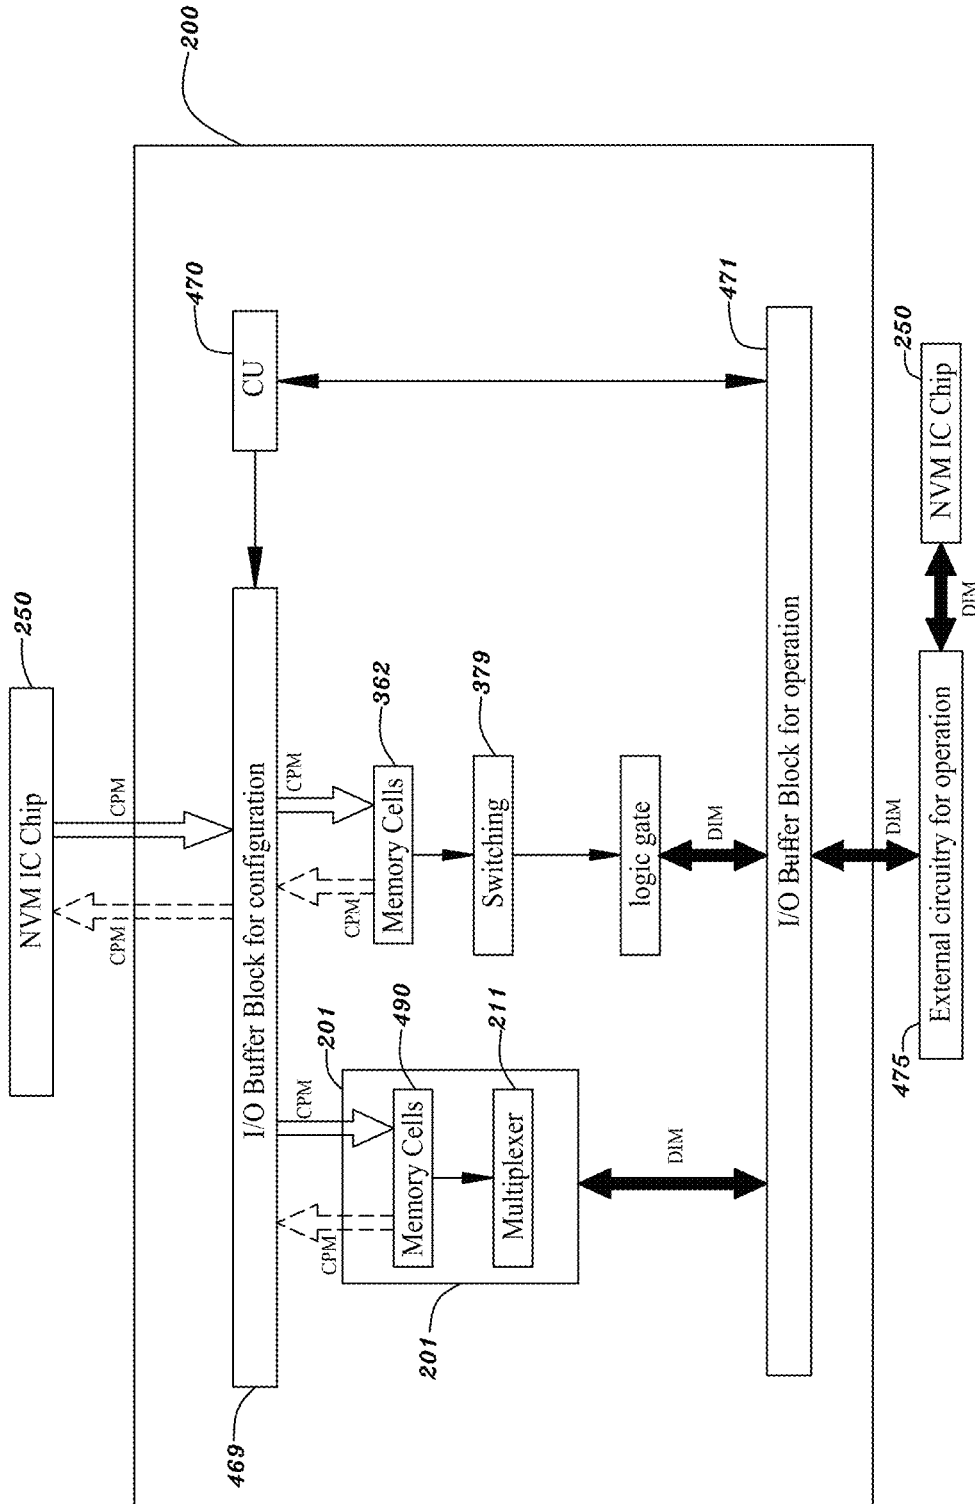 200
250
NVM IC Chip
CPM
CPM
470
CU
469
I/O Buffer Block for configuration
CPM
CPM
CPM
CPM
362
Memory Cells
379
Switching
logic gate
201
490
Memory Cells
211
Multiplexer
201
DIM
DIM
471
I/O Buffer Block for operation
DIM
475
External circuitry for operation
DIM
250
NVM IC Chip